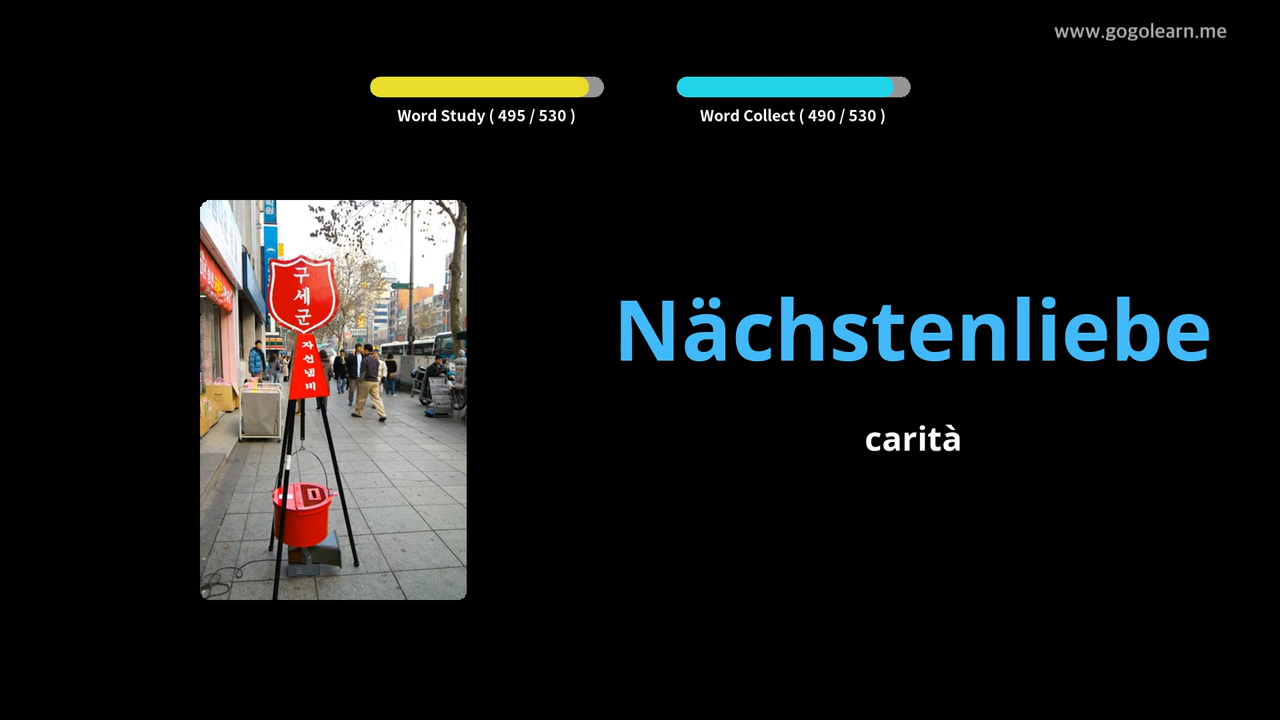 www.gogolearn.me
Word Study ( 495 / 530 )
Word Collect ( 490 / 530 )
구세군
자선냄비
Nächstenliebe
carità